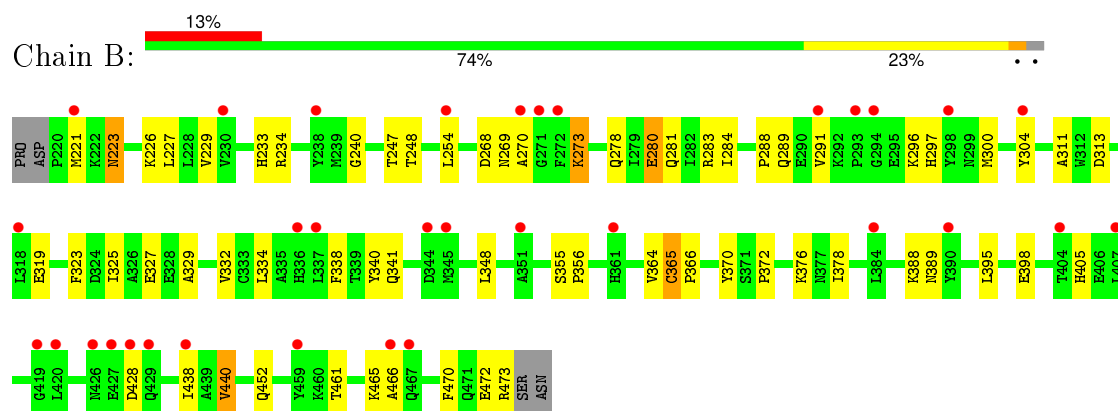 13%
Chain B:
74% 23% • •
PRO ASP P220 M221 K222 N223 K226 L227 L228 V229 V230 H233 R234 Y238 M239 G240 T247 T248 L254 D268 N269 A270 G271 F272 K273 Q278 I279 E280 Q281 I282 R283 I284 P288 Q289 E290 V291 K292 P293 G294 E295 K296 H297 Y298 N299 M300 Y304 A311 W312 D313
L318 E319 F323 D324 I325 A326 E327 E328 A329 V332 C333 L334 A335 H336 L337 F338 T339 Y340 Q341 D344 M345 L348 A351 S355 P356 H361 V364 C365 P366 Y370 S371 P372 K376 N377 I378 L384 K388 N389 Y390 L395 E398 T404 H405 E406 L407
G419 L420 N426 E427 D428 Q429 I438 A439 V440 Q452 Y459 K460 T461 K465 A466 Q467 F470 Q471 E472 R473 SER ASN